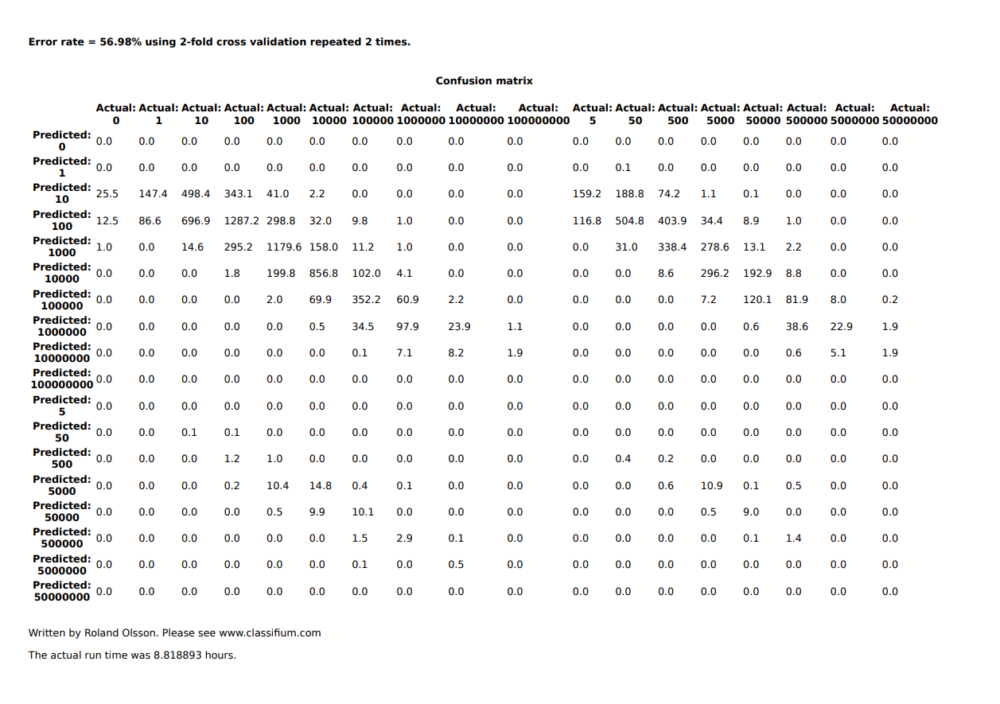 Error rate = 56.98% using 2-fold cross validation repeated 2 times.
Confusion matrix
Actual: Actual: Actual: Actual: Actual: Actual: Actual: Actual: Actual: Actual: Actual: Actual: Actual: Actual: Actual: Actual: Actual: Actual:
0 1 10 100 1000 10000 100000 1000000 10000000 100000000 5 50 500 5000 50000 500000 5000000 50000000
Predicted: 0 0.0 0.0 0.0 0.0 0.0 0.0 0.0 0.0 0.0 0.0 0.0 0.0 0.0 0.0 0.0 0.0 0.0 0.0
Predicted: 1 0.0 0.0 0.0 0.0 0.0 0.0 0.0 0.0 0.0 0.0 0.0 0.1 0.0 0.0 0.0 0.0 0.0 0.0
Predicted: 10 25.5 147.4 498.4 343.1 41.0 2.2 0.0 0.0 0.0 0.0 159.2 188.8 74.2 1.1 0.1 0.0 0.0 0.0
Predicted: 100 12.5 86.6 696.9 1287.2 298.8 32.0 9.8 1.0 0.0 0.0 116.8 504.8 403.9 34.4 8.9 1.0 0.0 0.0
Predicted: 1000 1.0 0.0 14.6 295.2 1179.6 158.0 11.2 1.0 0.0 0.0 0.0 31.0 338.4 278.6 13.1 2.2 0.0 0.0
Predicted: 10000 0.0 0.0 0.0 1.8 199.8 856.8 102.0 4.1 0.0 0.0 0.0 0.0 8.6 296.2 192.9 8.8 0.0 0.0
Predicted: 100000 0.0 0.0 0.0 0.0 2.0 69.9 352.2 60.9 2.2 0.0 0.0 0.0 0.0 7.2 120.1 81.9 8.0 0.2
Predicted: 1000000 0.0 0.0 0.0 0.0 0.0 0.5 34.5 97.9 23.9 1.1 0.0 0.0 0.0 0.0 0.6 38.6 22.9 1.9
Predicted: 10000000 0.0 0.0 0.0 0.0 0.0 0.0 0.1 7.1 8.2 1.9 0.0 0.0 0.0 0.0 0.0 0.6 5.1 1.9
Predicted: 100000000 0.0 0.0 0.0 0.0 0.0 0.0 0.0 0.0 0.0 0.0 0.0 0.0 0.0 0.0 0.0 0.0 0.0 0.0
Predicted: 5 0.0 0.0 0.0 0.0 0.0 0.0 0.0 0.0 0.0 0.0 0.0 0.0 0.0 0.0 0.0 0.0 0.0 0.0
Predicted: 50 0.0 0.0 0.1 0.1 0.0 0.0 0.0 0.0 0.0 0.0 0.0 0.0 0.0 0.0 0.0 0.0 0.0 0.0
Predicted: 500 0.0 0.0 0.0 1.2 1.0 0.0 0.0 0.0 0.0 0.0 0.0 0.4 0.2 0.0 0.0 0.0 0.0 0.0
Predicted: 5000 0.0 0.0 0.0 0.2 10.4 14.8 0.4 0.1 0.0 0.0 0.0 0.0 0.6 10.9 0.1 0.5 0.0 0.0
Predicted: 50000 0.0 0.0 0.0 0.0 0.5 9.9 10.1 0.0 0.0 0.0 0.0 0.0 0.0 0.5 9.0 0.0 0.0 0.0
Predicted: 500000 0.0 0.0 0.0 0.0 0.0 0.0 1.5 2.9 0.1 0.0 0.0 0.0 0.0 0.0 0.1 1.4 0.0 0.0
Predicted: 5000000 0.0 0.0 0.0 0.0 0.0 0.0 0.1 0.0 0.5 0.0 0.0 0.0 0.0 0.0 0.0 0.0 0.0 0.0
Predicted: 50000000 0.0 0.0 0.0 0.0 0.0 0.0 0.0 0.0 0.0 0.0 0.0 0.0 0.0 0.0 0.0 0.0 0.0 0.0
Written by Roland Olsson. Please see www.classifium.com
The actual run time was 8.818893 hours.